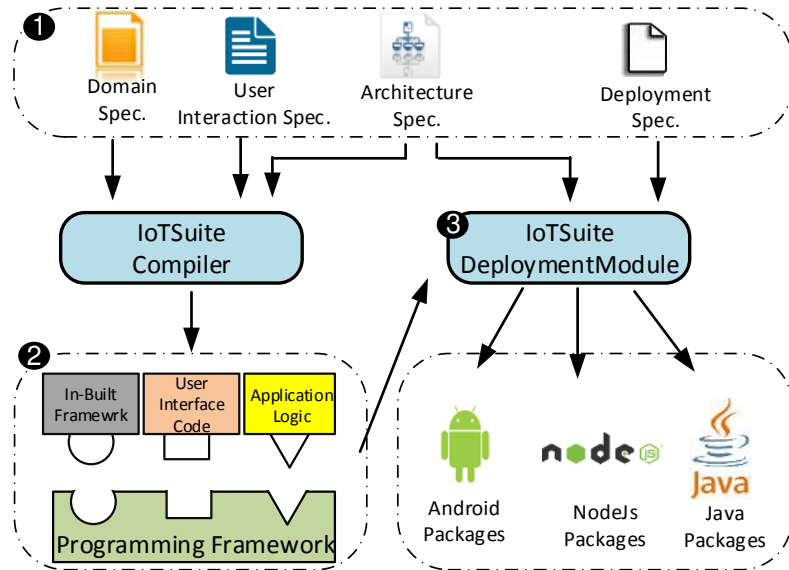 1
Domain
Spec.
User
Interaction Spec.
Architecture
Spec.
Deployment
Spec.
IoTSuite
Compiler
3
IoTSuite
DeploymentModule
2
In-Built
Framewrk
User
Interface
Code
Application
Logic
Programming Framework
Android
Packages
node
JS
NodeJs
Packages
Java
Java
Packages